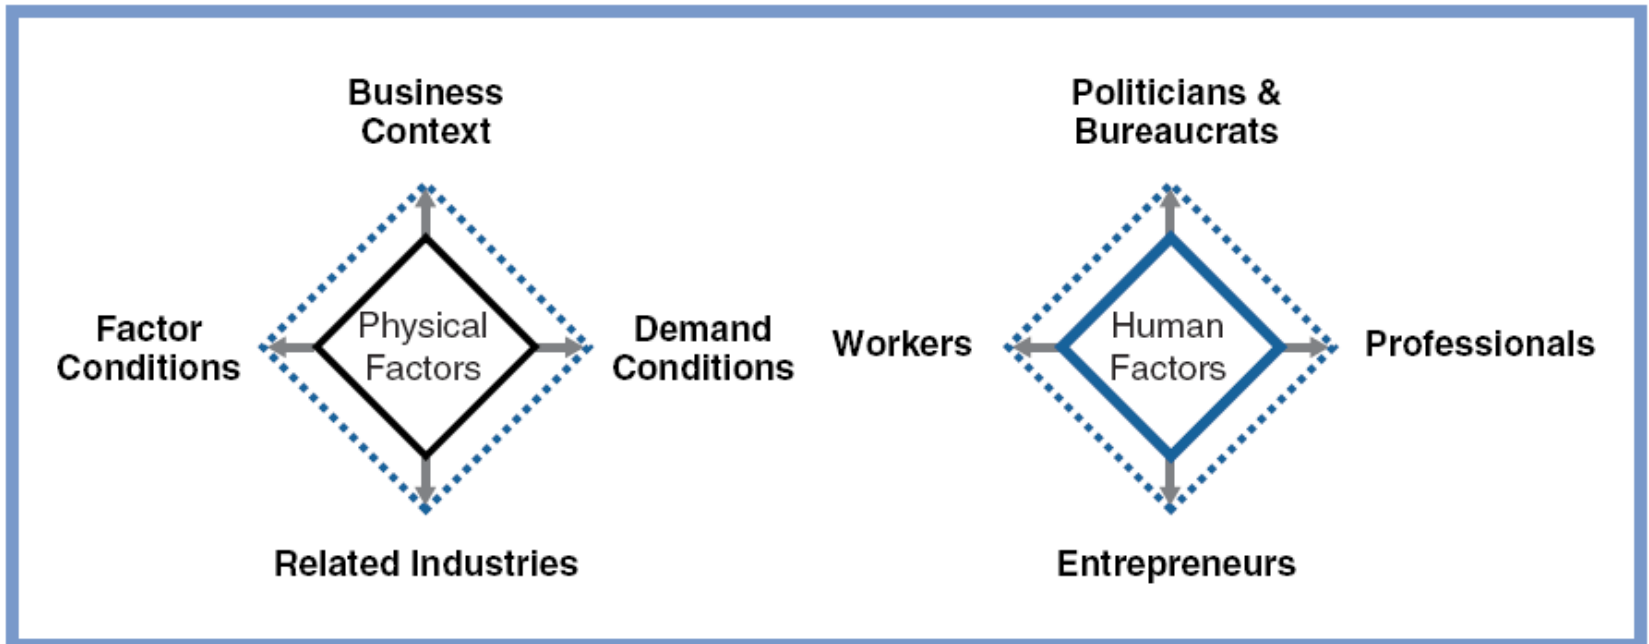 Business
Context
Factor
Conditions
Physical
Factors
Demand
Conditions
Related Industries
Politicians &
Bureaucrats
Workers
Human
Factors
Professionals
Entrepreneurs